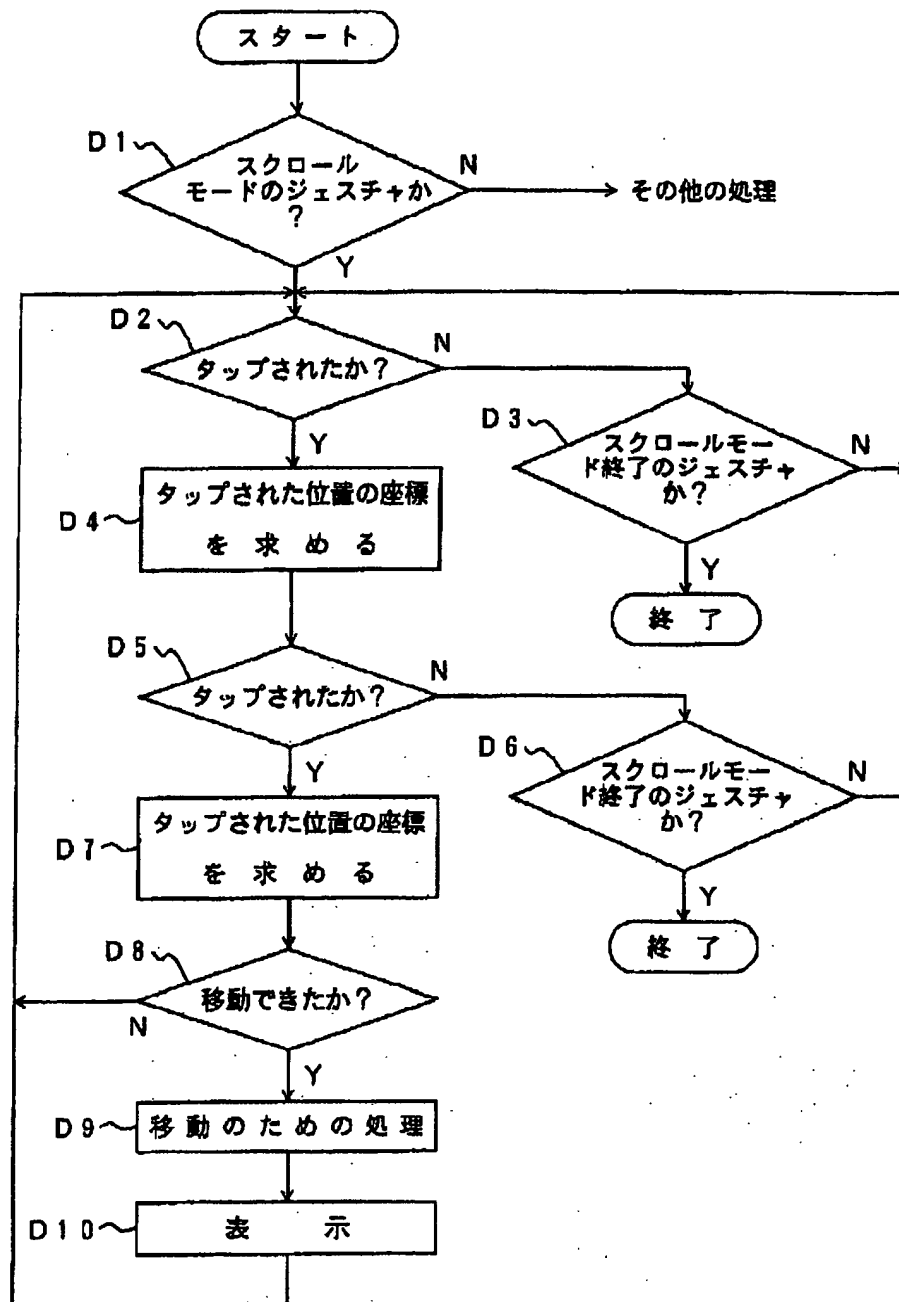 スタート
D1
スクロール
モードのジェスチャか
?
N
その他の処理
Y
D2
タップされたか?
N
Y
D3
スクロールモー
ド終了のジェスチャ
か?
N
Y
終了
D4
タップされた位置の座標
を求める
D5
タップされたか?
N
Y
D6
スクロールモー
ド終了のジェスチャ
か?
N
Y
終了
D7
タップされた位置の座標
を求める
D8
移動できたか?
N
Y
D9
移動のための処理
D10
表示